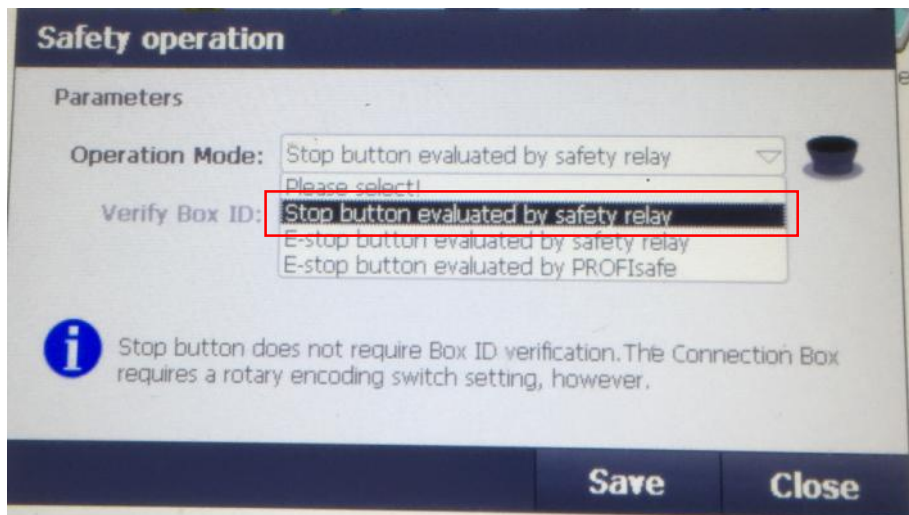 Safety operation
Parameters
Operation Mode: Stop button evaluated by safety relay
Please select!
Verify Box ID: Stop button evaluated by safety relay
E-stop button evaluated by safety relay
E-stop button evaluated by PROFIsafe
Stop button does not require Box ID verification. The Connection Box
requires a rotary encoding switch setting, however.
Save Close